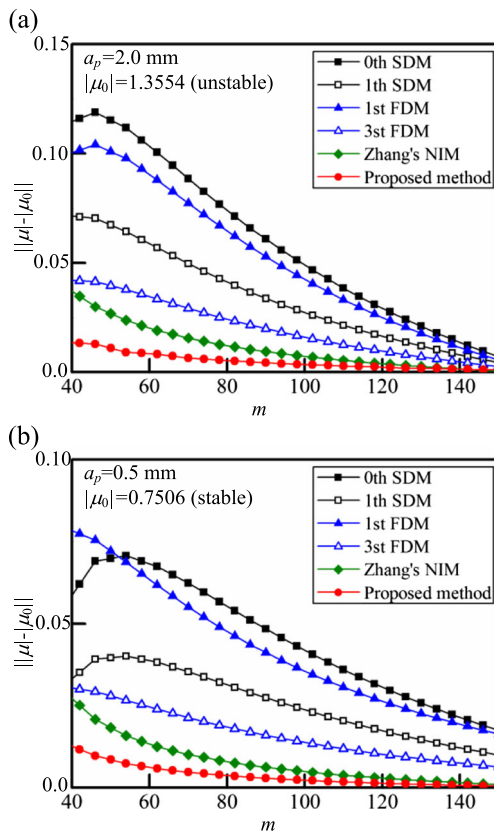 (a)
0.15
0.10
0.05
0.0
||μ|-|μ₀||
aₚ=2.0 mm
|μ₀|=1.3554 (unstable)
0th SDM
1th SDM
1st FDM
3st FDM
Zhang's NIM
Proposed method
40 60 80 100 120 140
m
(b)
0.10
0.05
0.0
||μ|-|μ₀||
aₚ=0.5 mm
|μ₀|=0.7506 (stable)
0th SDM
1th SDM
1st FDM
3st FDM
Zhang's NIM
Proposed method
40 60 80 100 120 140
m